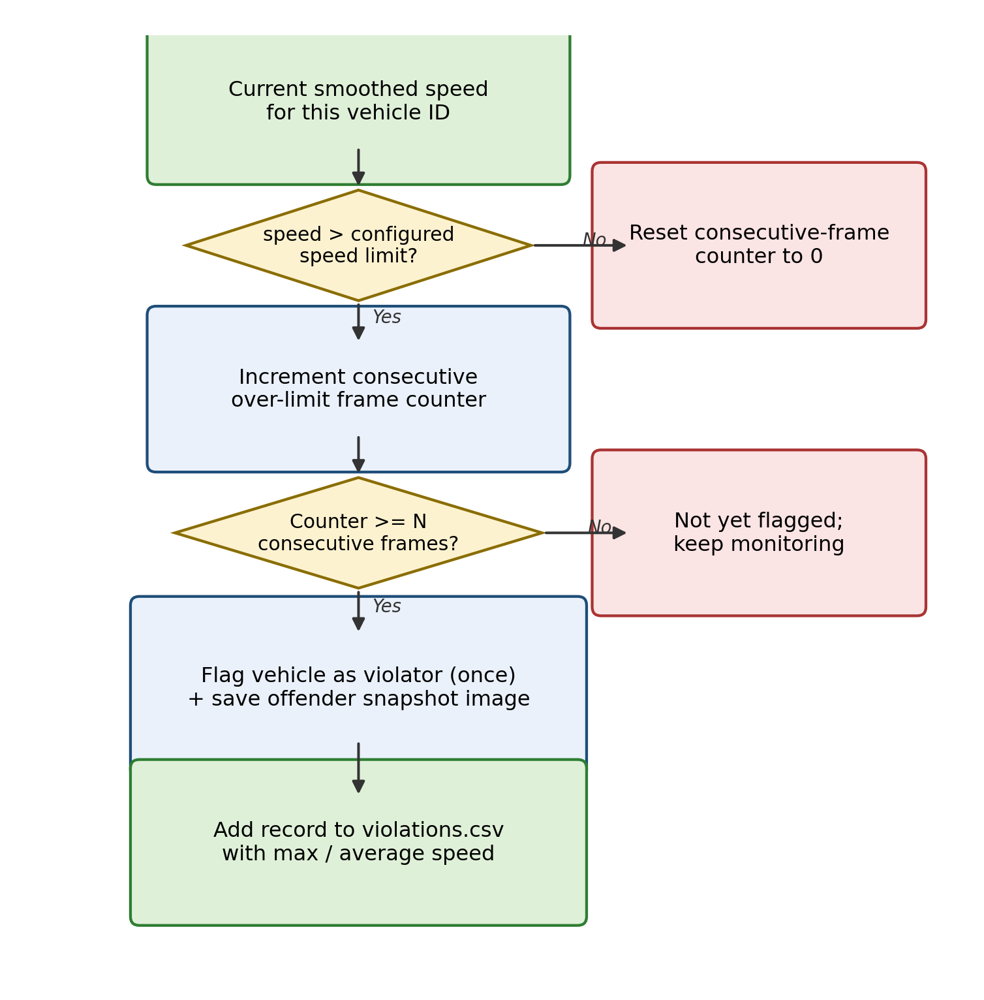 Current smoothed speed
for this vehicle ID
speed > configured
speed limit?
No
Reset consecutive-frame
counter to 0
Yes
Increment consecutive
over-limit frame counter
Counter >= N
consecutive frames?
No
Not yet flagged;
keep monitoring
Yes
Flag vehicle as violator (once)
+ save offender snapshot image
Add record to violations.csv
with max / average speed